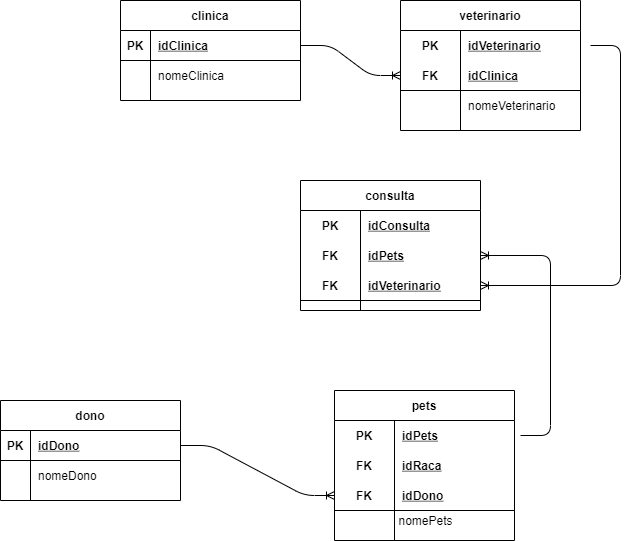 clinica
PK idClinica
nomeClinica
veterinario
PK idVeterinario
FK idClinica
nomeVeterinario
consulta
PK idConsulta
FK idPets
FK idVeterinario
dono
PK idDono
nomeDono
pets
PK idPets
FK idRaca
FK idDono
nomePets